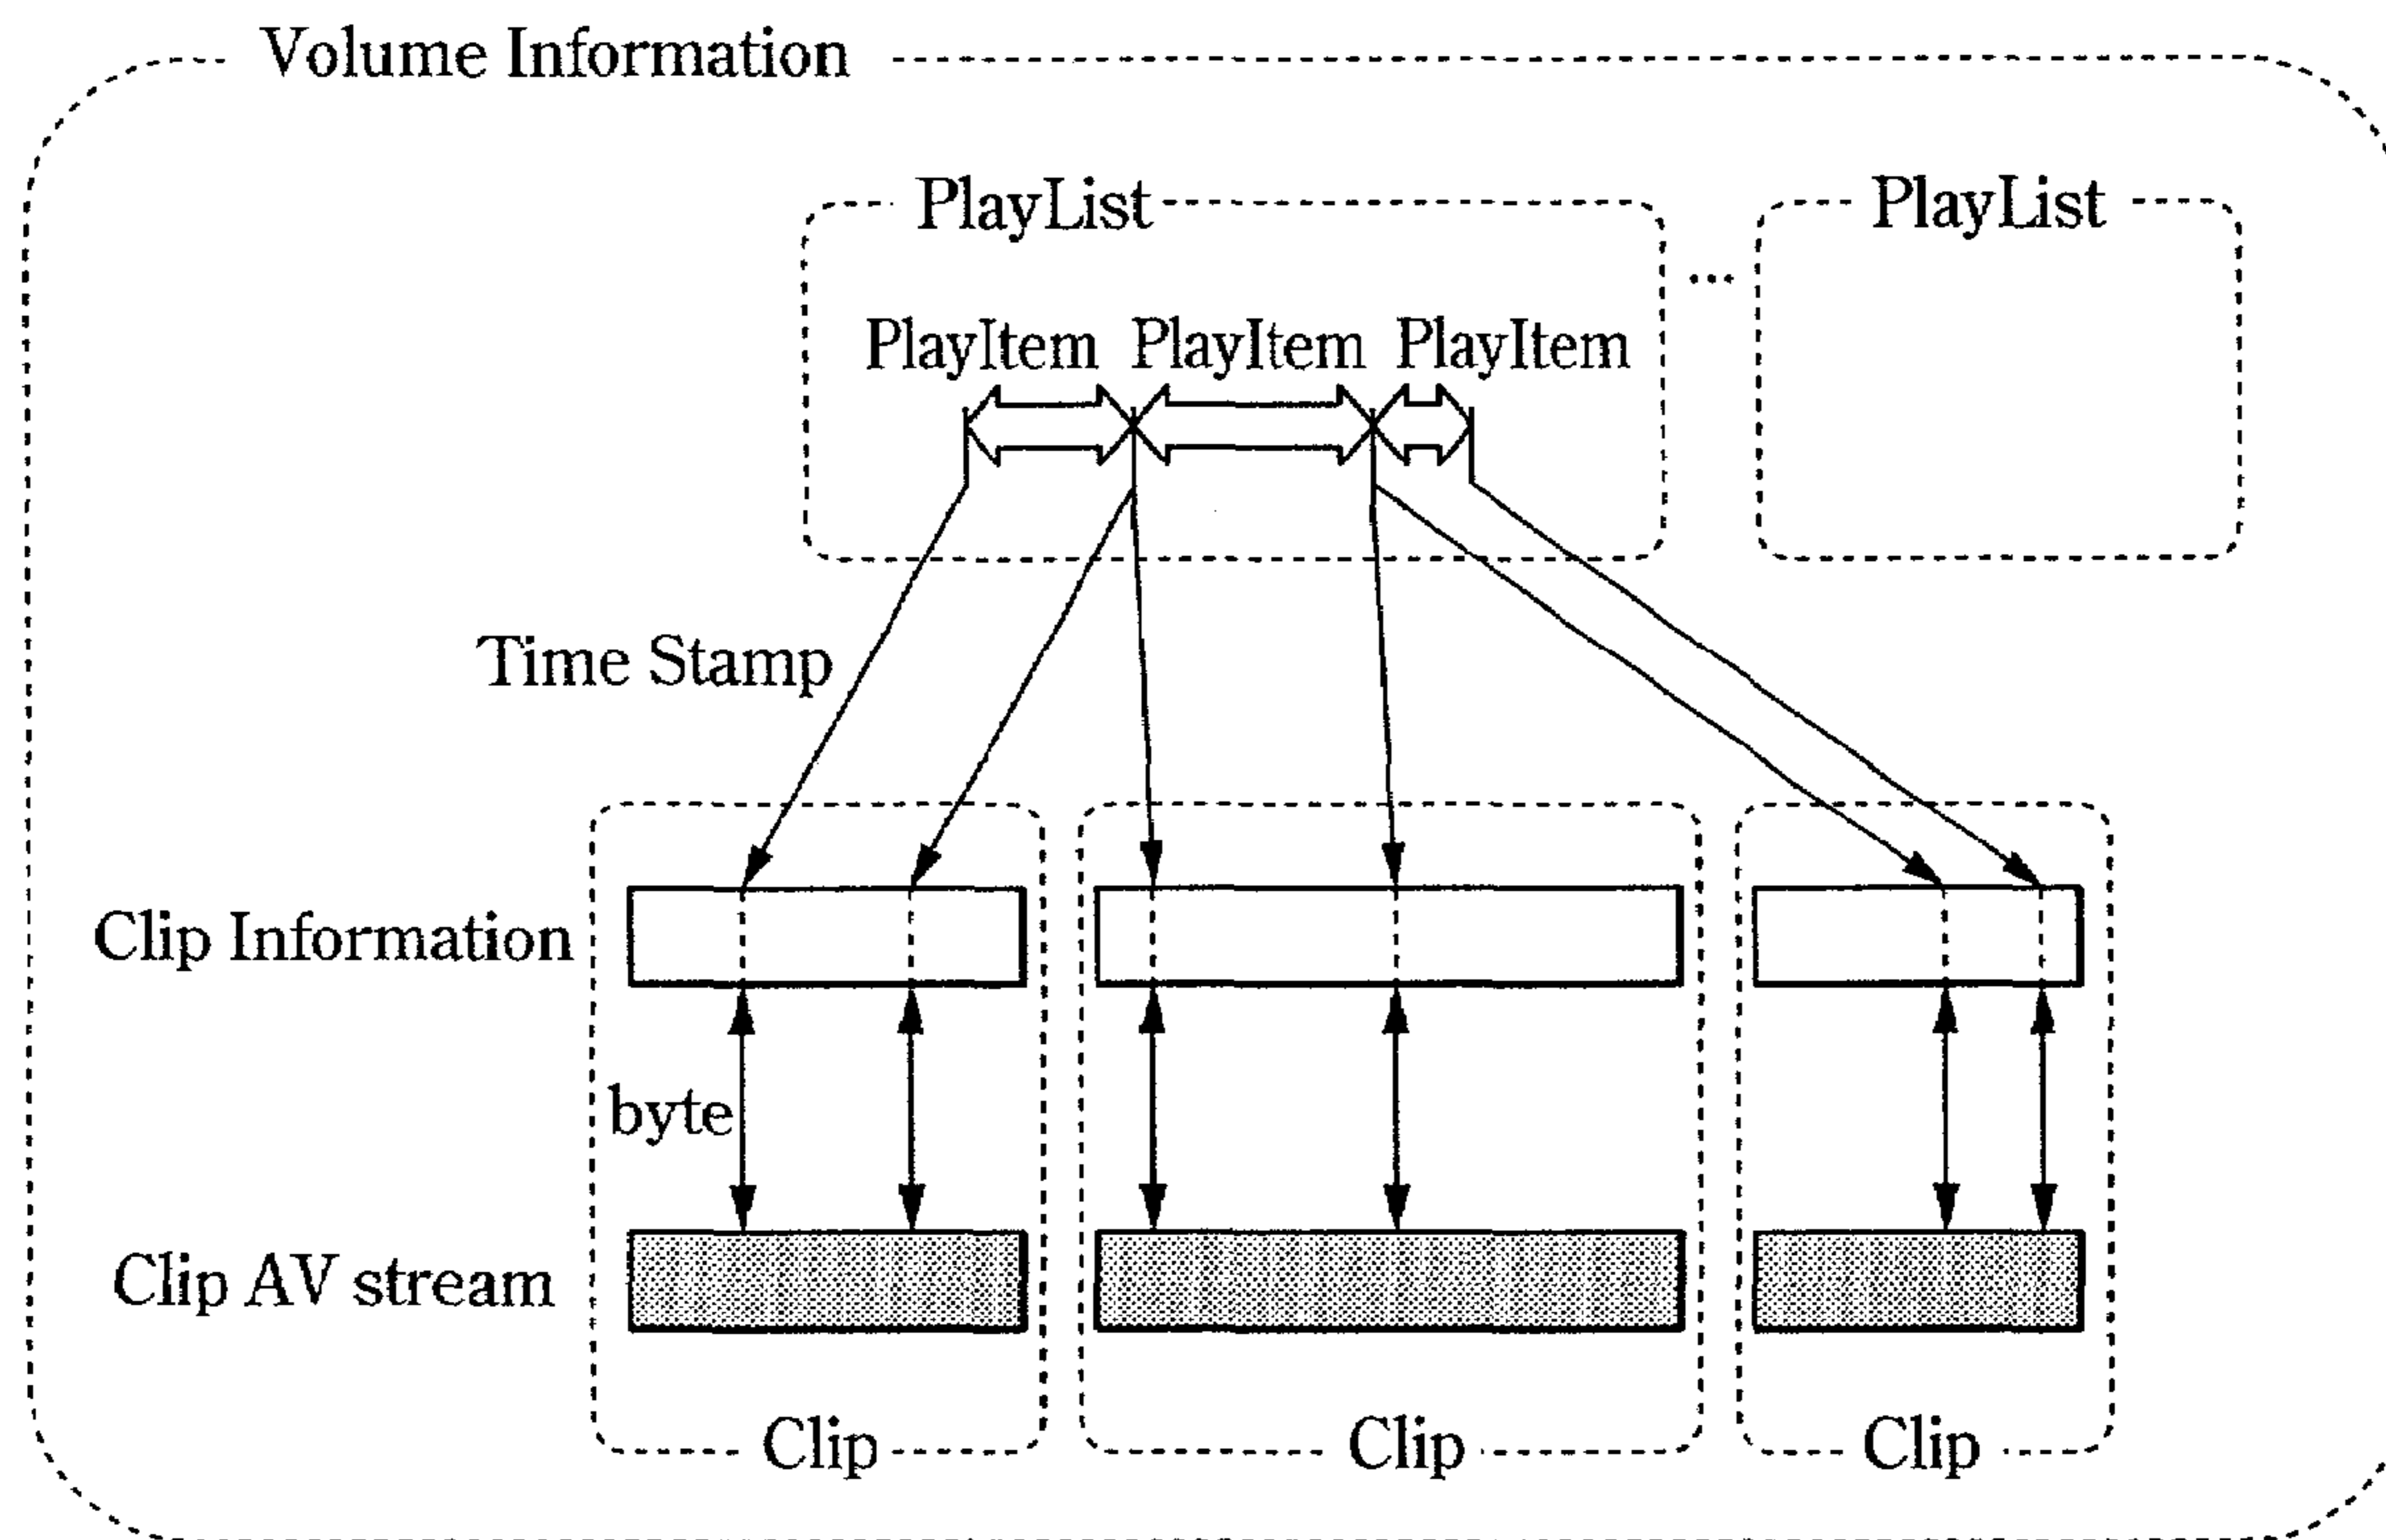 Volume Information
PlayList
PlayList
...
PlayItem PlayItem PlayItem
Time Stamp
Clip Information
byte
Clip AV stream
Clip
Clip
Clip